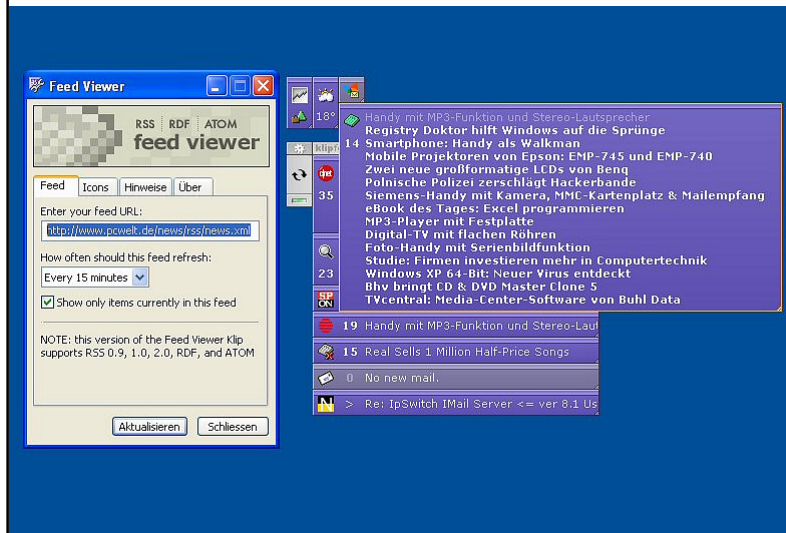 Feed Viewer
RSS RDF ATOM
feed viewer
Feed Icons Hinweise Über
Enter your feed URL:
http://www.pcwelt.de/news/rss/news.xml
How often should this feed refresh:
Every 15 minutes
Show only items currently in this feed
NOTE: this version of the Feed Viewer Klip
supports RSS 0.9, 1.0, 2.0, RDF, and ATOM
Aktualisieren Schliessen
18°
klipf
cnet
35
23
SP
ON
Handy mit MP3-Funktion und Stereo-Lautsprecher
Registry Doktor hilft Windows auf die Sprünge
14 Smartphone: Handy als Walkman
Mobile Projektoren von Epson: EMP-745 und EMP-740
Zwei neue großformatige LCDs von Benq
Polnische Polizei zerschlägt Hackerbande
Siemens-Handy mit Kamera, MMC-Kartenplatz & Mailempfang
eBook des Tages: Excel programmieren
MP3-Player mit Festplatte
Digital-TV mit flachen Röhren
Foto-Handy mit Serienbildfunktion
Studie: Firmen investieren mehr in Computertechnik
Windows XP 64-Bit: Neuer Virus entdeckt
Bhv bringt CD & DVD Master Clone 5
TVcentral: Media-Center-Software von Buhl Data
19 Handy mit MP3-Funktion und Stereo-Lau
15 Real Sells 1 Million Half-Price Songs
0 No new mail.
N > Re: IpSwitch IMail Server <= ver 8.1 Us